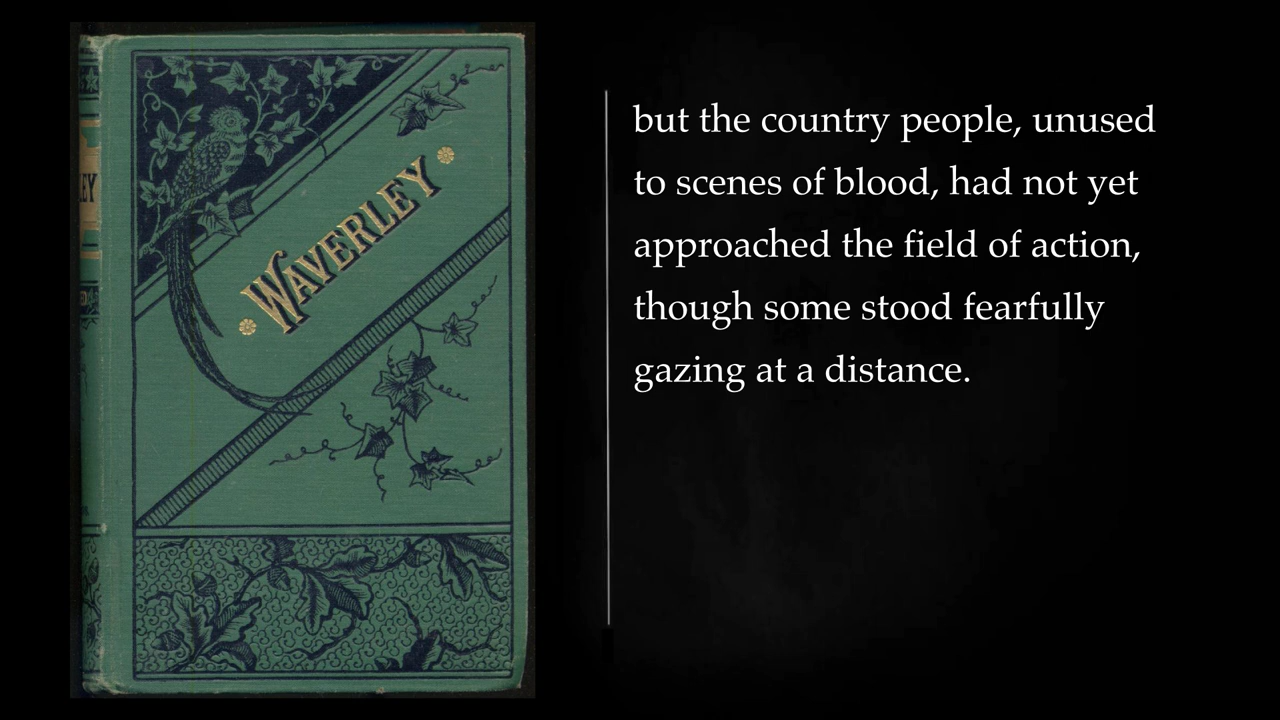 WAVERLEY
but the country people, unused
to scenes of blood, had not yet
approached the field of action,
though some stood fearfully
gazing at a distance.